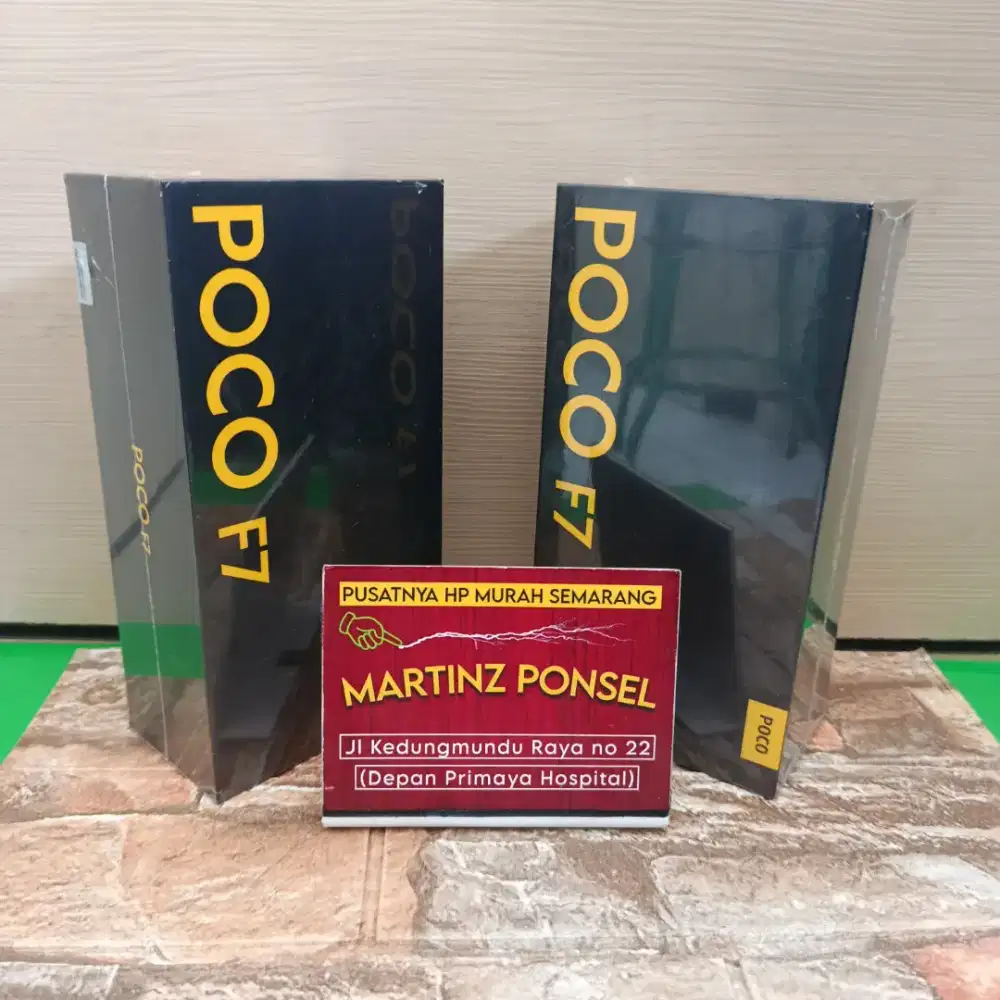 POCO F7
POCO F7
POCO F7
POCO
PUSATNYA HP MURAH SEMARANG
MARTINZ PONSEL
Jl Kedungmundu Raya no 22
(Depan Primaya Hospital)